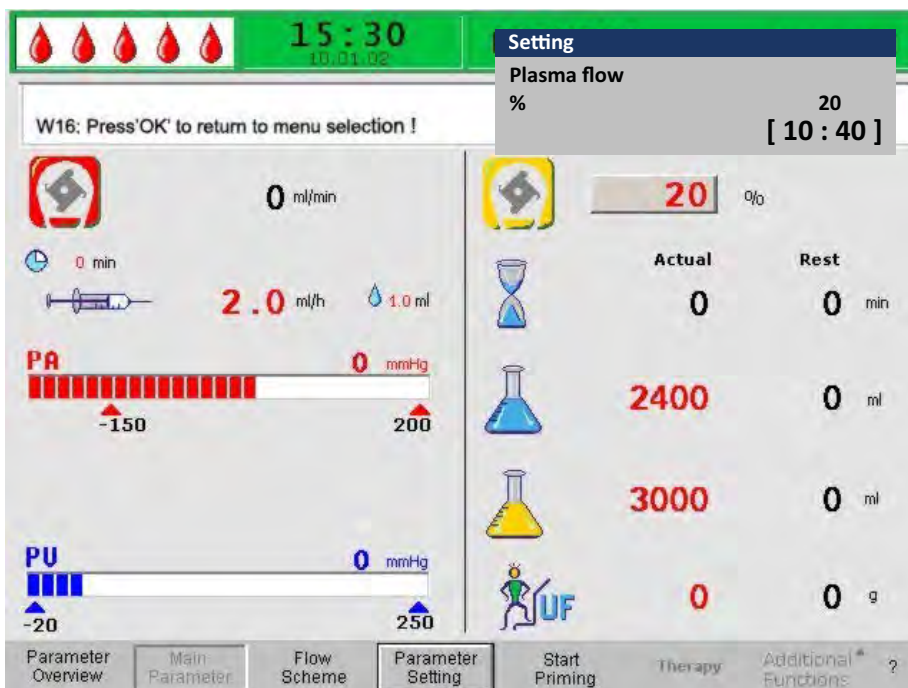 15:30
10.01.02
Setting
Plasma flow
% 20
[ 10 : 40 ]
W16: Press'OK' to return to menu selection !
0 ml/min
20 %
0 min
Actual Rest
2.0 ml/h 1.0 ml
0 0 min
PA 0 mmHg
-150 200
2400 0 ml
3000 0 ml
PV 0 mmHg
-20 250
UF 0 0 g
Parameter Overview
Main Parameter
Flow Scheme
Parameter Setting
Start Priming
Therapy
Additional Functions
?